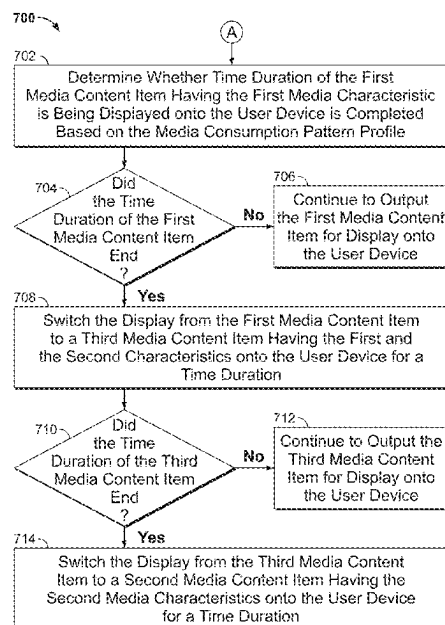 700
A
702
Determine Whether Time Duration of the First
Media Content Item Having the First Media Characteristic
is Being Displayed onto the User Device is Completed
Based on the Media Consumption Pattern Profile
704
Did
the Time
Duration of the First
Media Content Item
End
?
No
706
Continue to Output
the First Media Content
Item for Display onto
the User Device
Yes
708
Switch the Display from the First Media Content Item
to a Third Media Content Item Having the First and
the Second Characteristics onto the User Device for a
Time Duration
710
Did
the Time
Duration of the Third
Media Content Item
End
?
No
712
Continue to Output the
Third Media Content
Item for Display onto
the User Device
Yes
714
Switch the Display from the Third Media Content
Item to a Second Media Content Item Having the
Second Media Characteristics onto the User Device
for a Time Duration